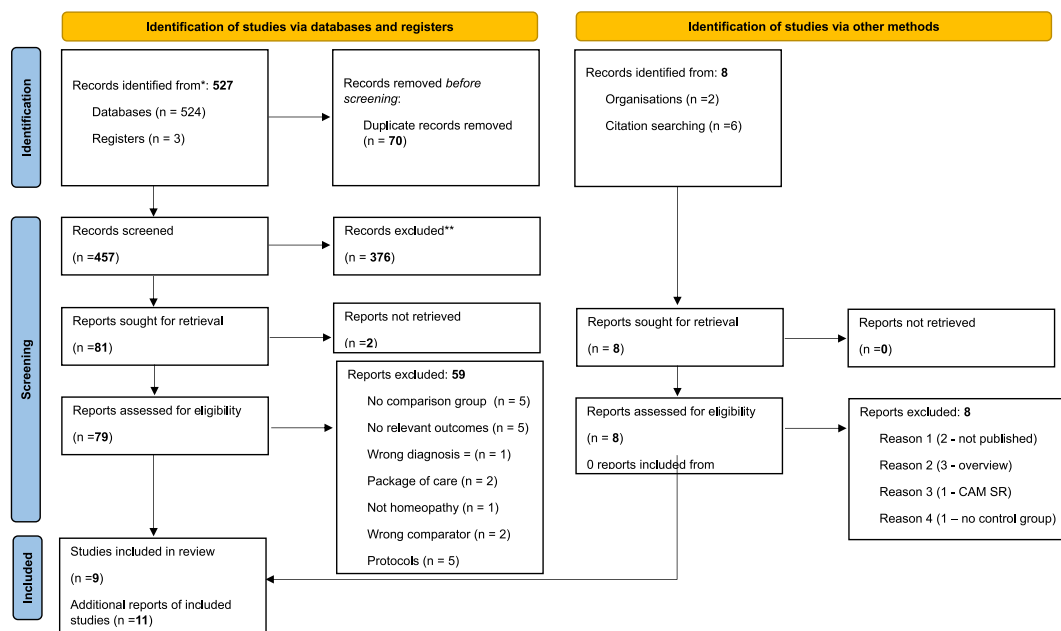 Identification of studies via databases and registers
Identification of studies via other methods
Identification
Records identified from*: 527
Databases (n = 524)
Registers (n = 3)
Records removed before
screening:
Duplicate records removed
(n = 70)
Records identified from: 8
Organisations (n =2)
Citation searching (n =6)
Screening
Records screened
(n =457)
Records excluded**
(n = 376)
Reports sought for retrieval
(n =81)
Reports not retrieved
(n =2)
Reports sought for retrieval
(n = 8)
Reports not retrieved
(n =0)
Reports assessed for eligibility
(n =79)
Reports excluded: 59
No comparison group (n = 5)
No relevant outcomes (n = 5)
Wrong diagnosis = (n = 1)
Package of care (n = 2)
Not homeopathy (n = 1)
Wrong comparator (n = 2)
Protocols (n = 5)
Reports assessed for eligibility
(n = 8)
0 reports included from
Reports excluded: 8
Reason 1 (2 - not published)
Reason 2 (3 - overview)
Reason 3 (1 - CAM SR)
Reason 4 (1 – no control group)
Included
Studies included in review
(n =9)
Additional reports of included
studies (n =11)